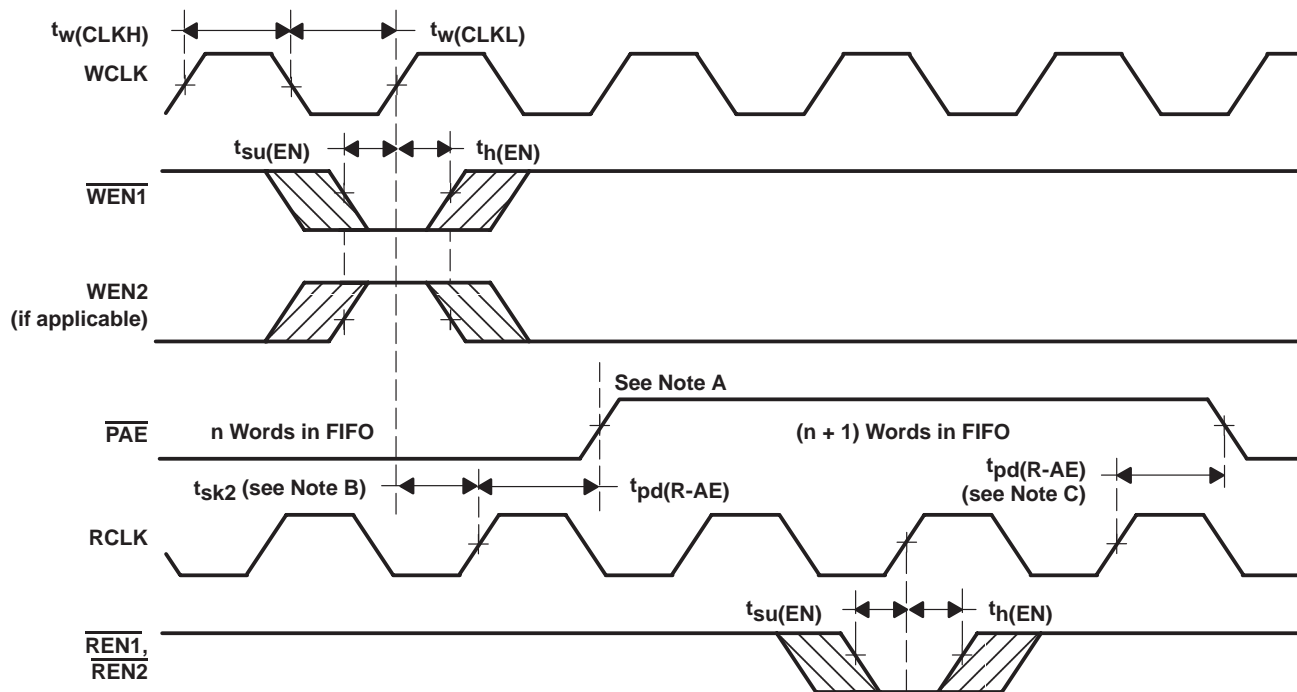 tw(CLKH)
tw(CLKL)
WCLK
tsu(EN)
th(EN)
WEN1
WEN2
(if applicable)
See Note A
PAE
n Words in FIFO
(n + 1) Words in FIFO
tsk2 (see Note B)
tpd(R-AE)
tpd(R-AE)
(see Note C)
RCLK
tsu(EN)
th(EN)
REN1,
REN2